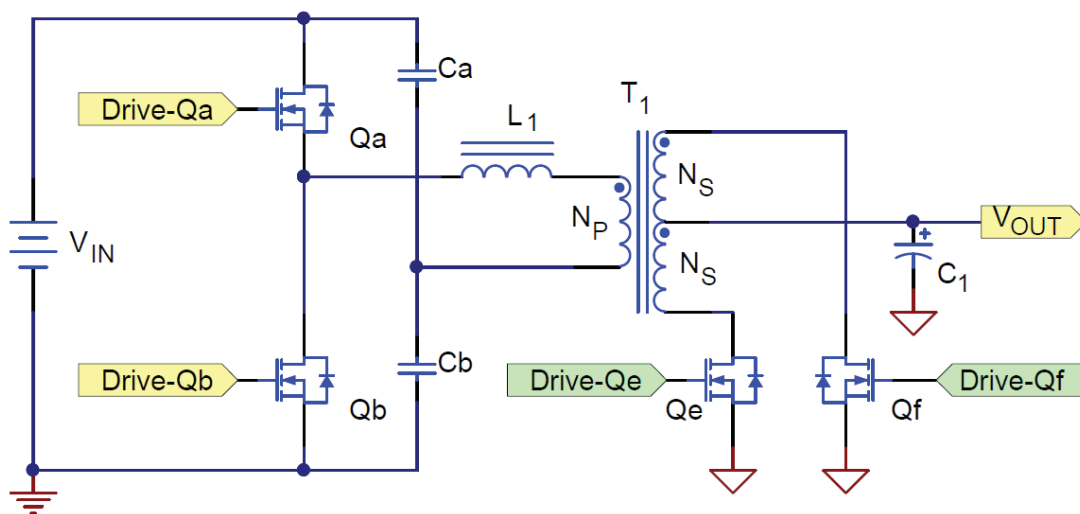 Ca
Drive-Qa
Qa
L1
T1
NS
NP
VIN
NS
VOUT
C1
Cb
Drive-Qb
Qb
Drive-Qe
Qe
Qf
Drive-Qf